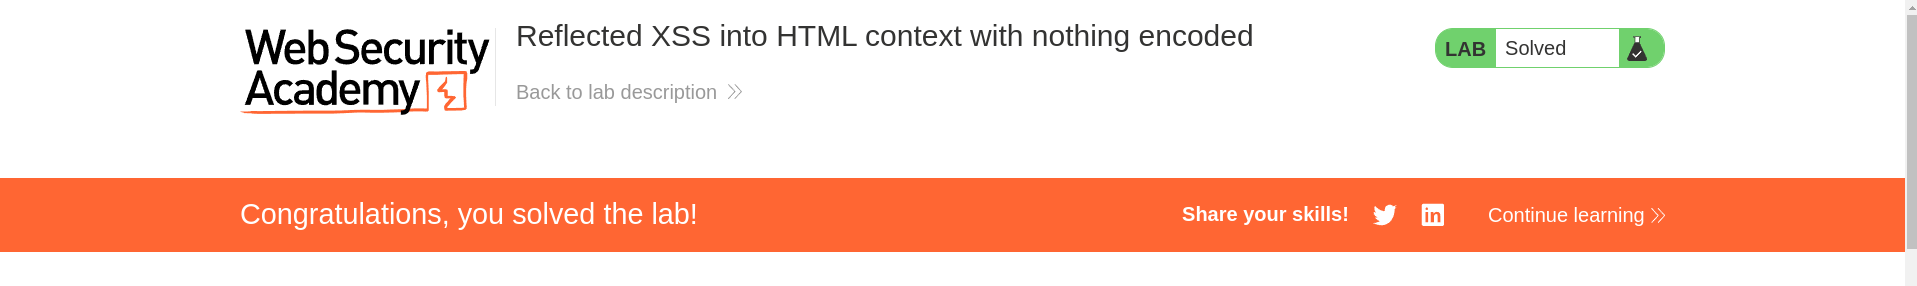 Web Security
Academy
Reflected XSS into HTML context with nothing encoded
Back to lab description
LAB Solved
Congratulations, you solved the lab!
Share your skills!
Continue learning